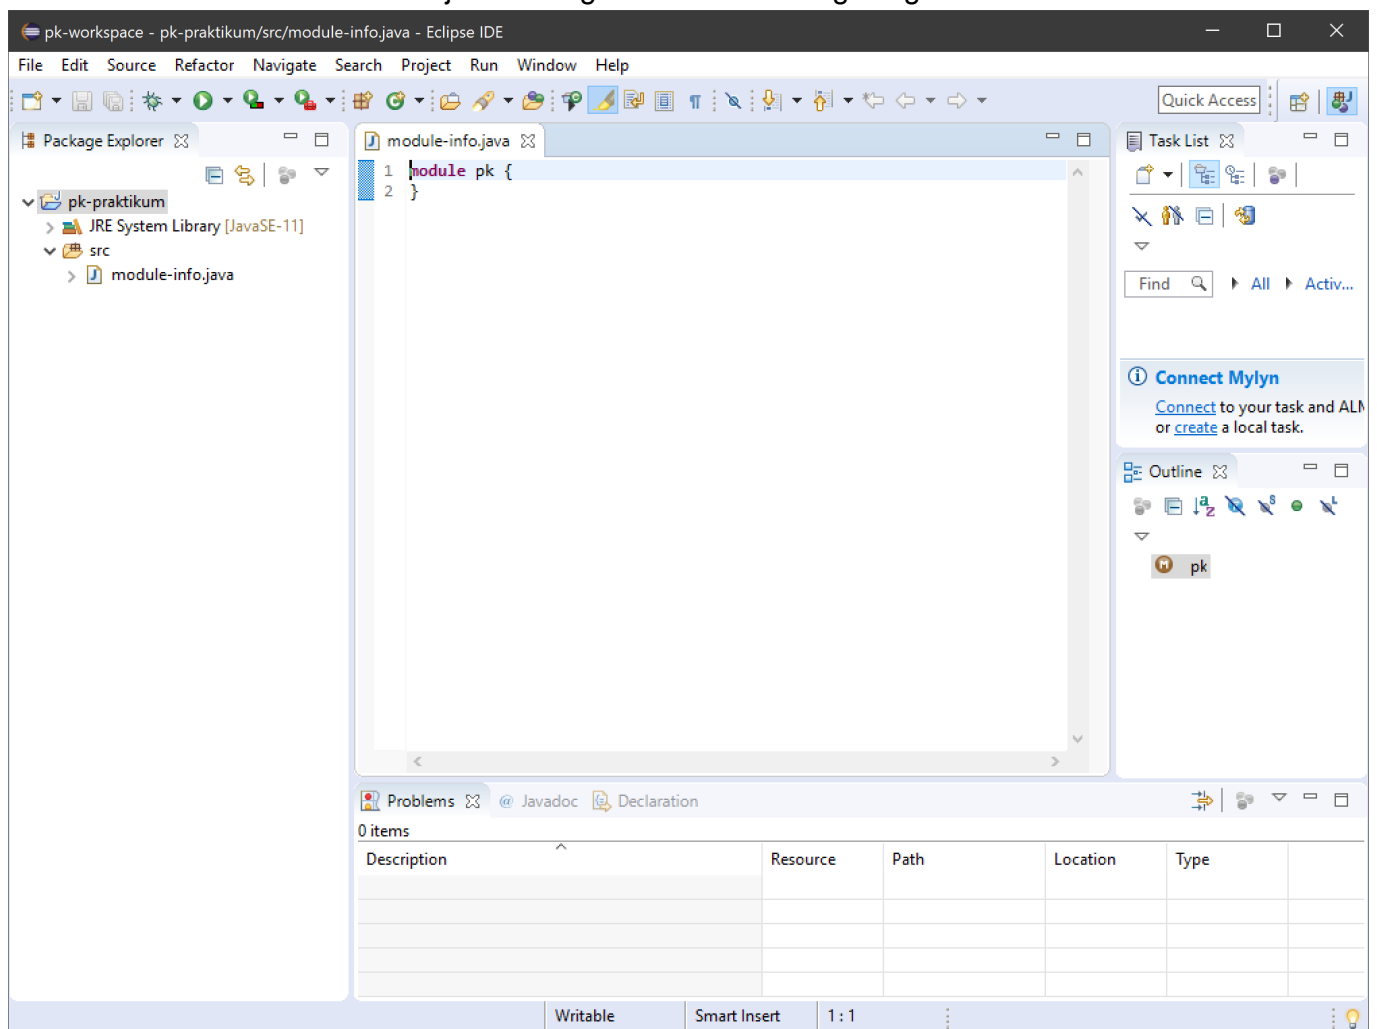 pk-workspace - pk-praktikum/src/module-info.java - Eclipse IDE
File Edit Source Refactor Navigate Search Project Run Window Help
Quick Access
Package Explorer
pk-praktikum
JRE System Library [JavaSE-11]
src
module-info.java
module-info.java
1 module pk {
2 }
Task List
Find All Activ...
Connect Mylyn
Connect to your task and ALM
or create a local task.
Outline
pk
Problems @ Javadoc Declaration
0 items
Description Resource Path Location Type
Writable Smart Insert 1 : 1